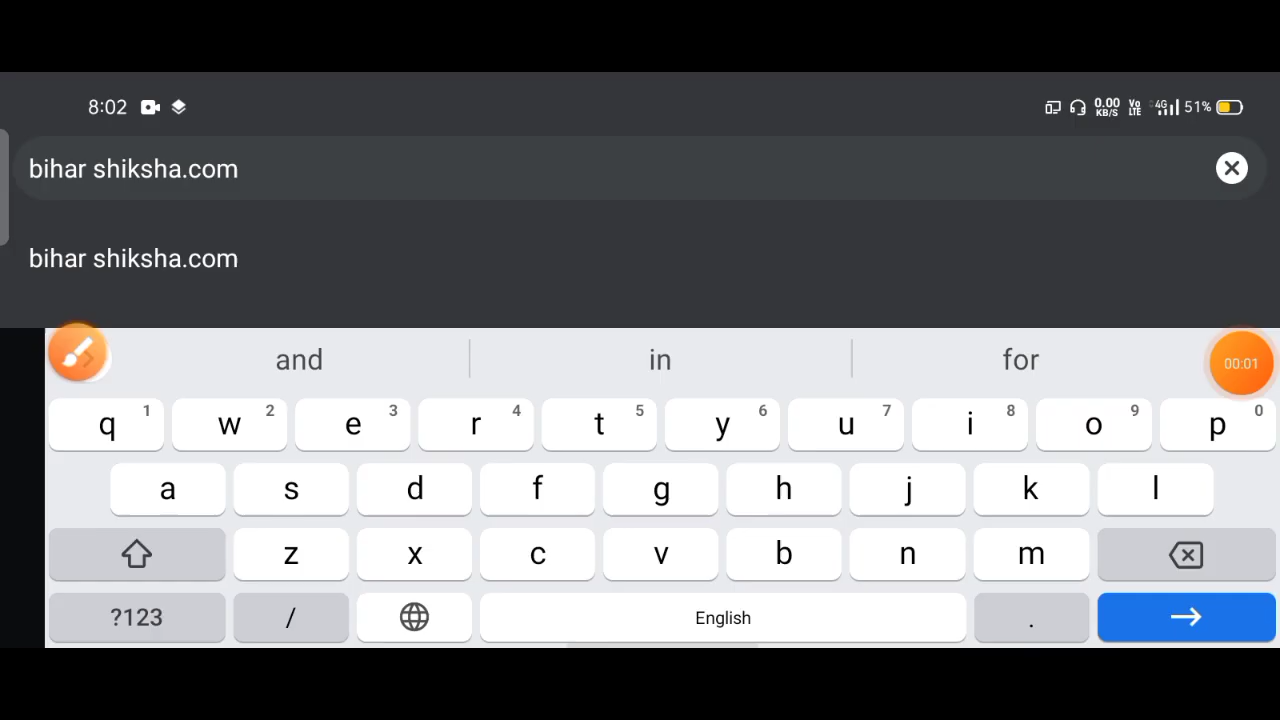 8:02 0.00 KB/S Vo LTE 4G 51%
bihar shiksha.com
bihar shiksha.com
and in for 00:01
q 1 w 2 e 3 r 4 t 5 y 6 u 7 i 8 o 9 p 0
a s d f g h j k l
z x c v b n m
?123 / English .